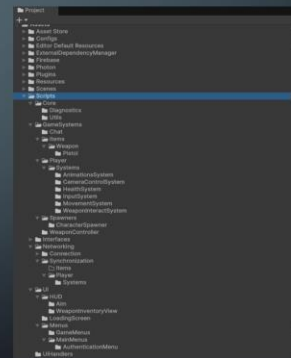 Project
Assets
Asset Store
Configs
Editor Default Resources
ExternalDependencyManager
Firebase
Photon
Plugins
Resources
Scenes
Scripts
Core
Diagnostics
Utils
GameSystems
Chat
Items
Weapon
Pistol
Player
Systems
AnimationsSystem
CameraControlSystem
HealthSystem
InputSystem
MovementSystem
WeaponInteractSystem
Spawners
CharacterSpawner
WeaponController
Interfaces
Networking
Connection
Synchronization
Items
Player
Systems
UI
HUD
Aim
WeaponInventoryView
LoadingScreen
Menus
GameMenus
MainMenus
AuthenticationMenu
UIHandlers